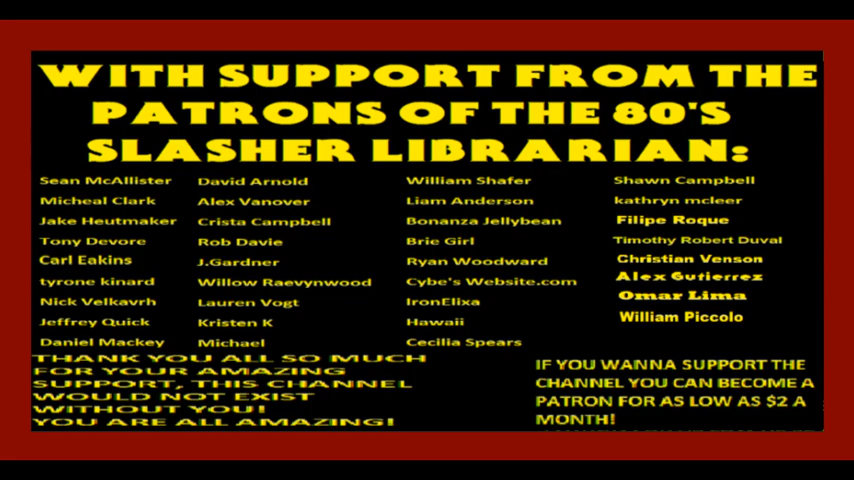 WITH SUPPORT FROM THE
PATRONS OF THE 80'S
SLASHER LIBRARIAN:
Sean McAllister
Micheal Clark
Jake Heutmaker
Tony Devore
Carl Eakins
tyrone kinard
Nick Velkavrh
Jeffrey Quick
Daniel Mackey
David Arnold
Alex Vanover
Crista Campbell
Rob Davie
J.Gardner
Willow Raevynwood
Lauren Vogt
Kristen K
Michael
William Shafer
Liam Anderson
Bonanza Jellybean
Brie Girl
Ryan Woodward
Cybe's Website.com
IronElixa
Hawaii
Cecilia Spears
Shawn Campbell
kathryn mcleer
Filipe Roque
Timothy Robert Duval
Christian Venson
Alex Gutierrez
Omar Lima
William Piccolo
THANK YOU ALL SO MUCH
FOR YOUR AMAZING
SUPPORT, THIS CHANNEL
WOULD NOT EXIST
WITHOUT YOU!
YOU ARE ALL AMAZING!
IF YOU WANNA SUPPORT THE
CHANNEL YOU CAN BECOME A
PATRON FOR AS LOW AS $2 A
MONTH!